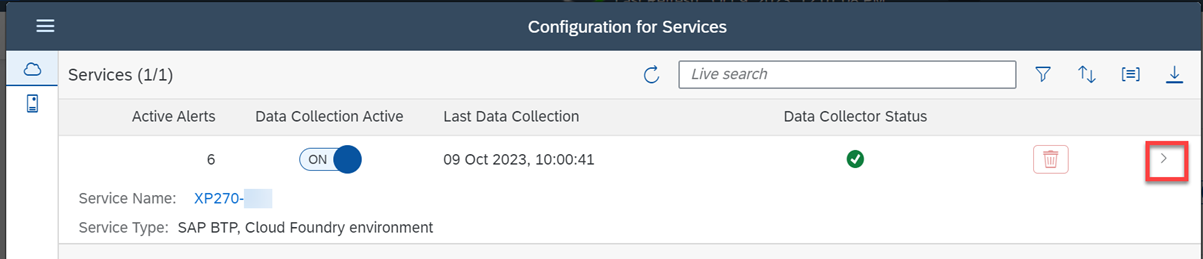 Configuration for Services
Services (1/1)
Live search
Active Alerts Data Collection Active Last Data Collection Data Collector Status
6 ON 09 Oct 2023, 10:00:41
Service Name: XP270-
Service Type: SAP BTP, Cloud Foundry environment